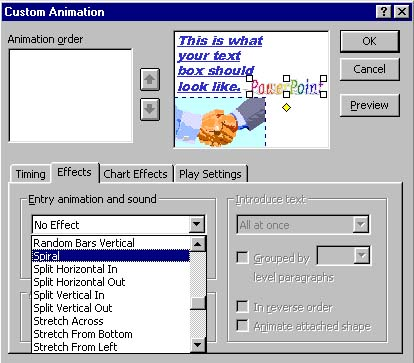 Custom Animation
Animation order
This is what
your text
box should
look like.
PowerPoint
OK
Cancel
Preview
Timing
Effects
Chart Effects
Play Settings
Entry animation and sound
No Effect
Random Bars Vertical
Spiral
Split Horizontal In
Split Horizontal Out
Split Vertical In
Split Vertical Out
Stretch Across
Stretch From Bottom
Stretch From Left
Introduce text
All at once
Grouped by
level paragraphs
In reverse order
Animate attached shape